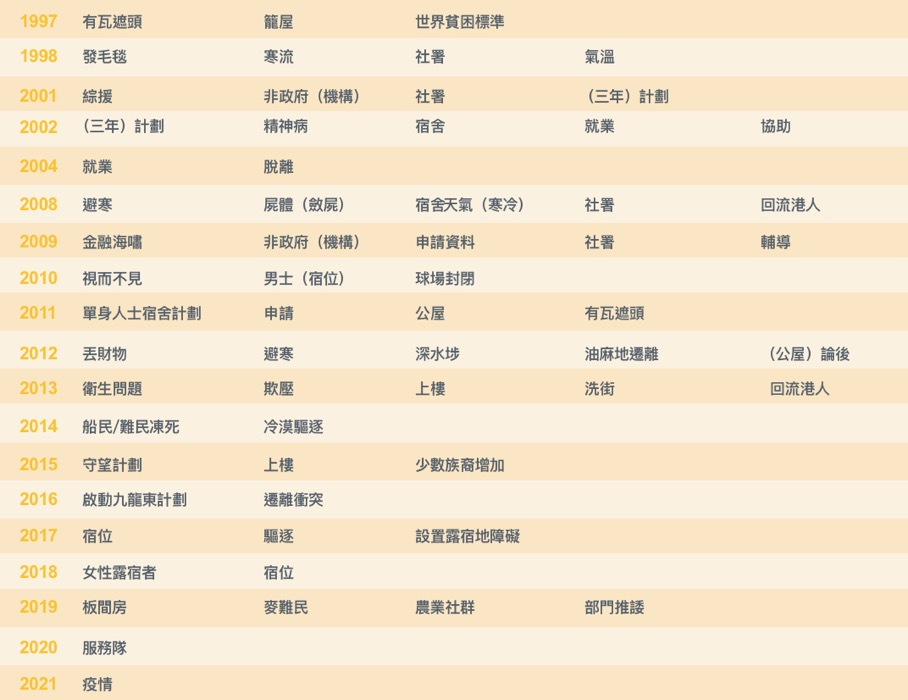 1997 有瓦遮頭 籠屋 世界貧困標準
1998 發毛毯 寒流 社署 氣溫
2001 綜援 非政府（機構） 社署 （三年）計劃
2002 （三年）計劃 精神病 宿舍 就業 協助
2004 就業 脫離
2008 避寒 屍體（斂屍） 宿舍天氣（寒冷） 社署 回流港人
2009 金融海嘯 非政府（機構） 申請資料 社署 輔導
2010 視而不見 男士（宿位） 球場封閉
2011 單身人士宿舍計劃 申請 公屋 有瓦遮頭
2012 丟財物 避寒 深水埗 油麻地遷離 （公屋）論後
2013 衛生問題 欺壓 上樓 洗街 回流港人
2014 船民/難民凍死 冷漠驅逐
2015 守望計劃 上樓 少數族裔增加
2016 啟動九龍東計劃 遷離衝突
2017 宿位 驅逐 設置露宿地障礙
2018 女性露宿者 宿位
2019 板間房 麥難民 農業社群 部門推諉
2020 服務隊
2021 疫情